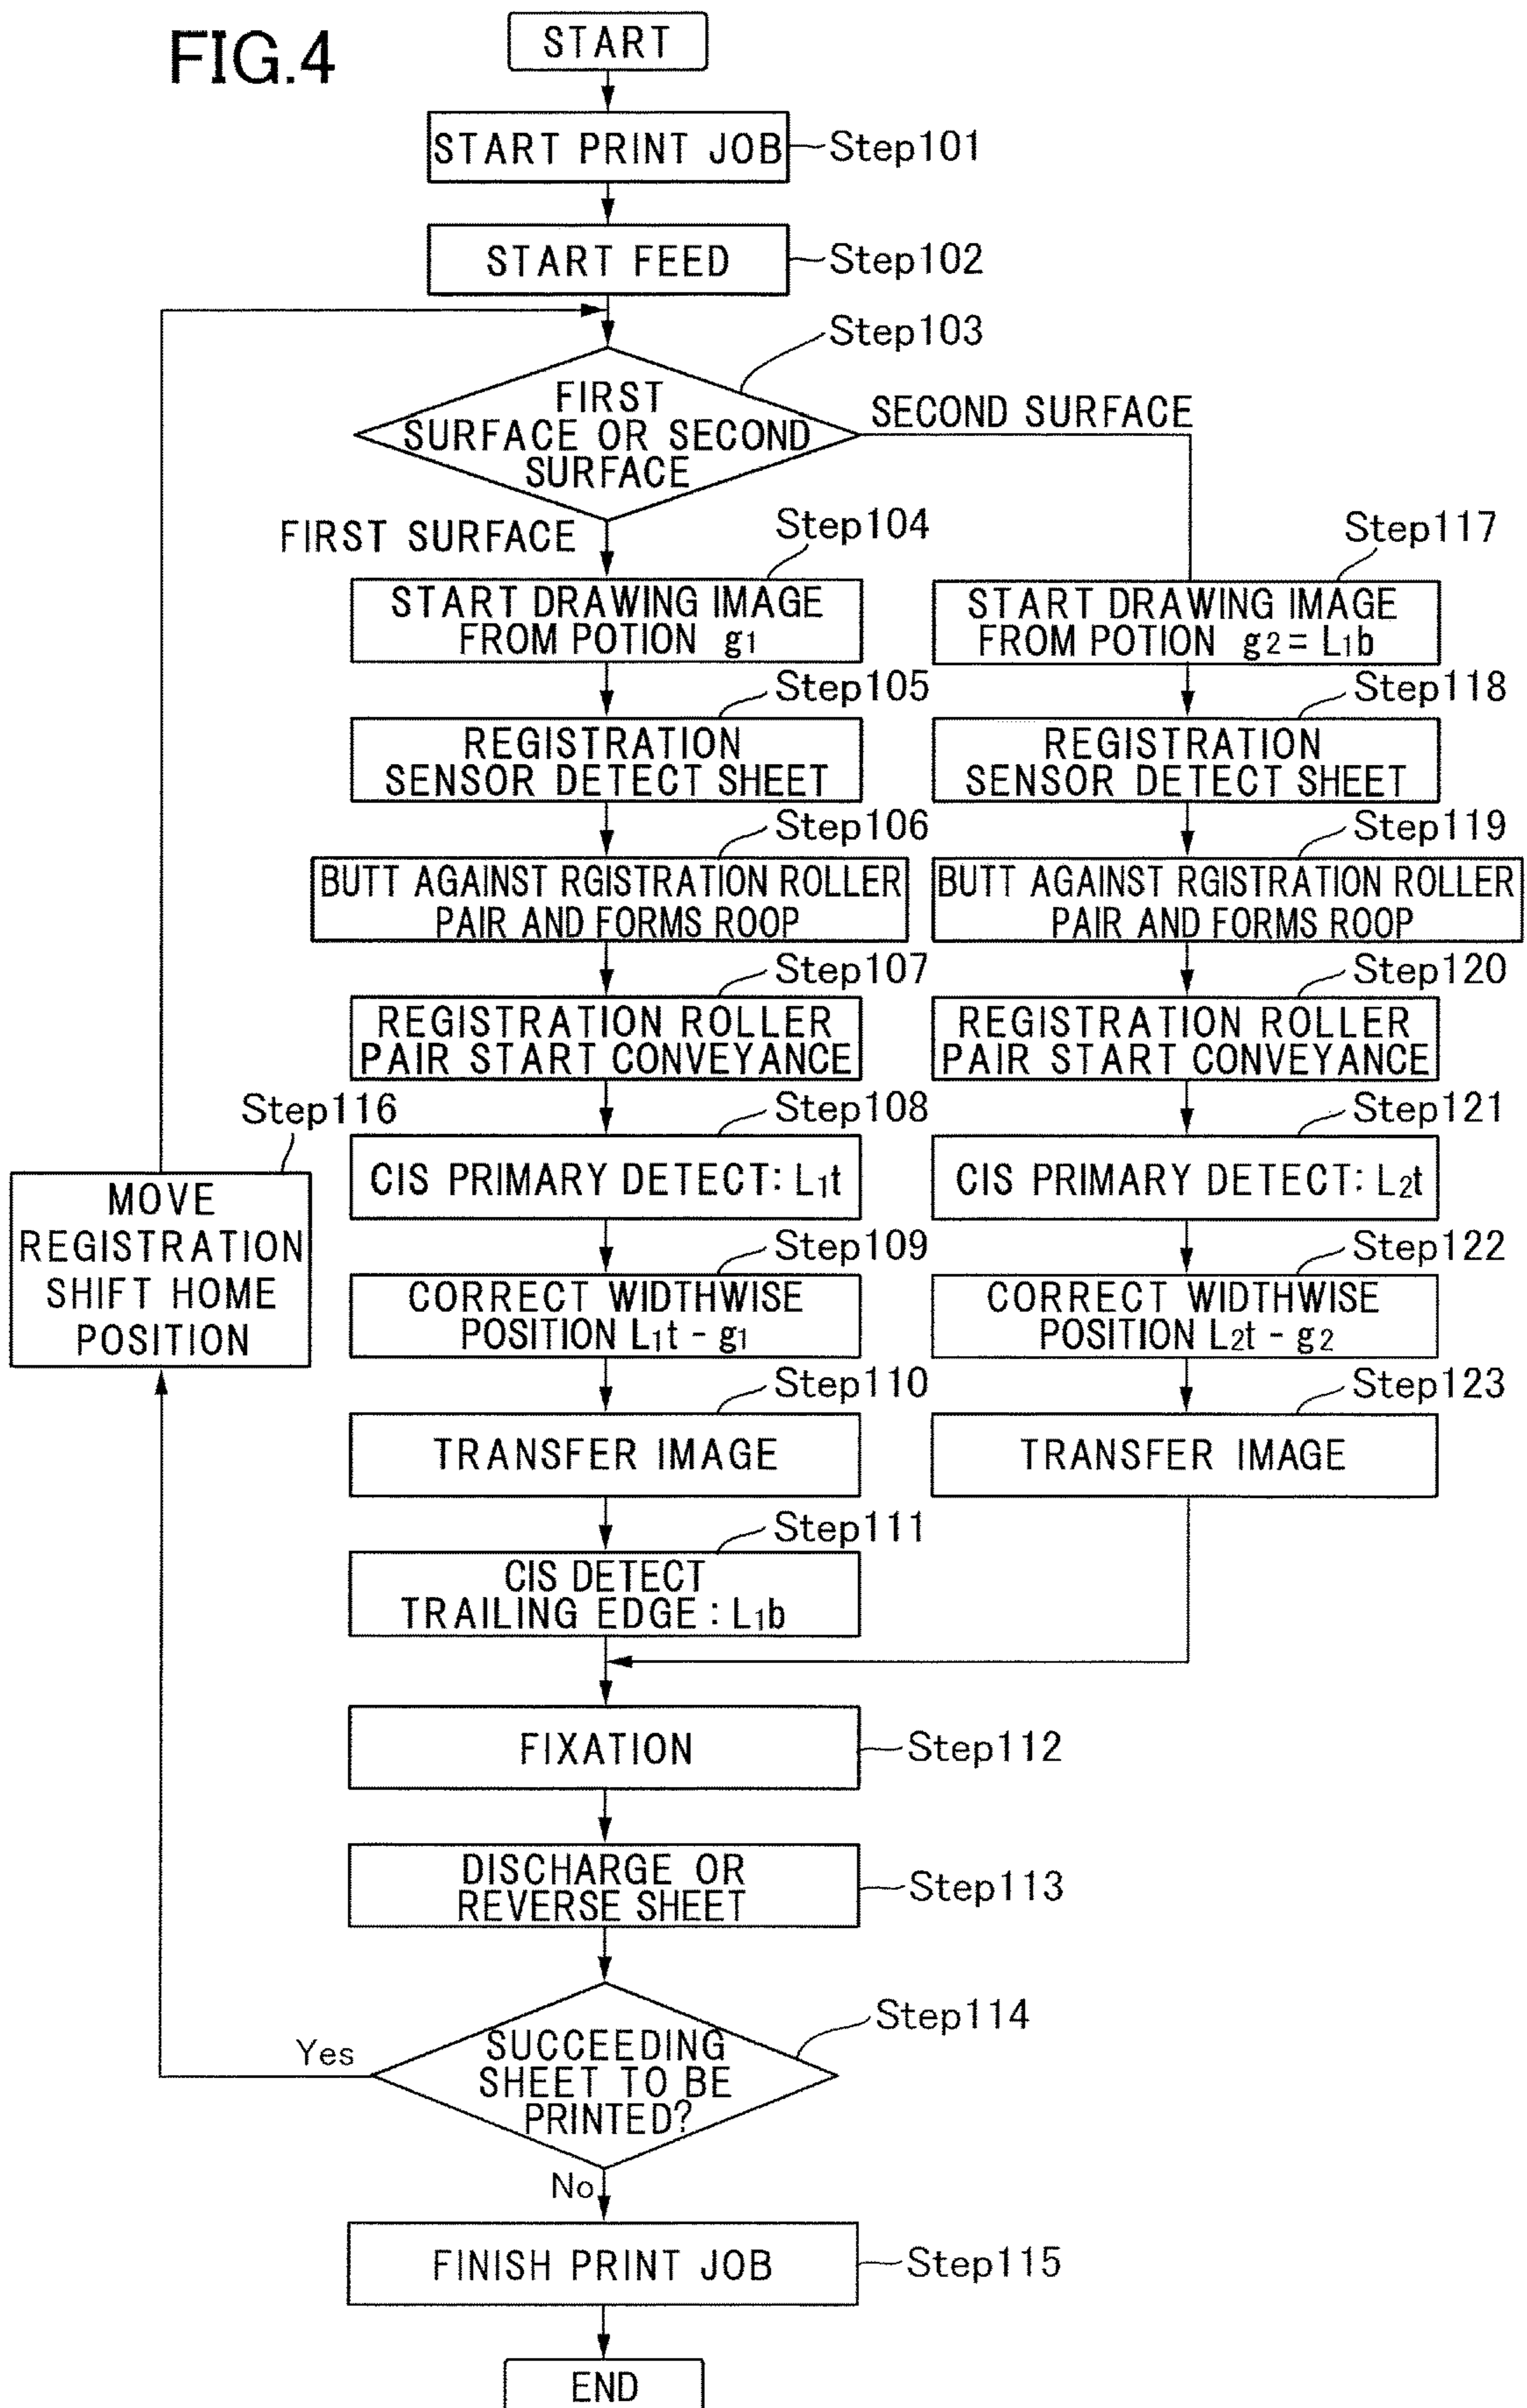 FIG.4
START
START PRINT JOB
Step101
START FEED
Step102
Step103
FIRST
SURFACE OR SECOND
SURFACE
SECOND SURFACE
FIRST SURFACE
Step104
START DRAWING IMAGE
FROM POTION g1
Step105
REGISTRATION
SENSOR DETECT SHEET
Step106
BUTT AGAINST RGISTRATION ROLLER
PAIR AND FORMS ROOP
Step107
REGISTRATION ROLLER
PAIR START CONVEYANCE
Step108
CIS PRIMARY DETECT: L1t
Step109
CORRECT WIDTHWISE
POSITION L1t - g1
Step110
TRANSFER IMAGE
Step111
CIS DETECT
TRAILING EDGE : L1b
Step117
START DRAWING IMAGE
FROM POTION g2 = L1b
Step118
REGISTRATION
SENSOR DETECT SHEET
Step119
BUTT AGAINST RGISTRATION ROLLER
PAIR AND FORMS ROOP
Step120
REGISTRATION ROLLER
PAIR START CONVEYANCE
Step121
CIS PRIMARY DETECT: L2t
Step122
CORRECT WIDTHWISE
POSITION L2t - g2
Step123
TRANSFER IMAGE
Step116
MOVE
REGISTRATION
SHIFT HOME
POSITION
FIXATION
Step112
DISCHARGE OR
REVERSE SHEET
Step113
Step114
SUCCEEDING
SHEET TO BE
PRINTED?
Yes
No
FINISH PRINT JOB
Step115
END